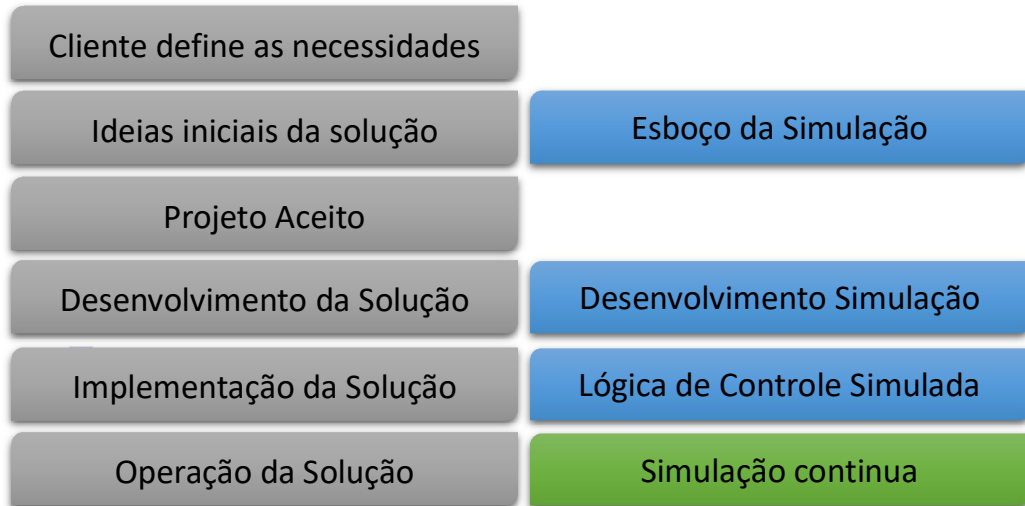 Cliente define as necessidades
Ideias iniciais da solução
Esboço da Simulação
Projeto Aceito
Desenvolvimento da Solução
Desenvolvimento Simulação
Implementação da Solução
Lógica de Controle Simulada
Operação da Solução
Simulação continua